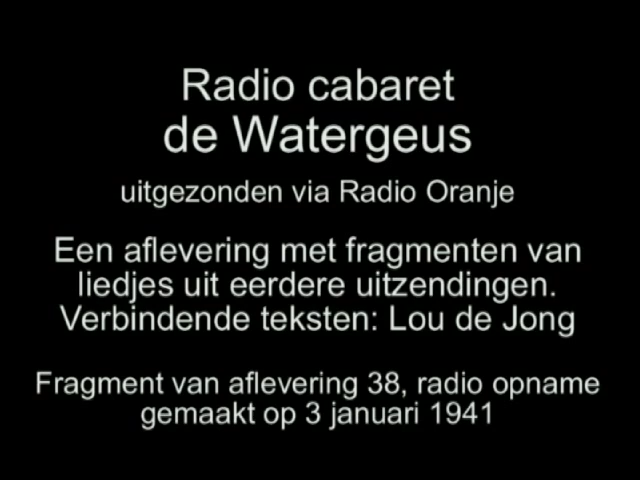 Radio cabaret
de Watergeus
uitgezonden via Radio Oranje
Een aflevering met fragmenten van
liedjes uit eerdere uitzendingen.
Verbindende teksten: Lou de Jong
Fragment van aflevering 38, radio opname
gemaakt op 3 januari 1941